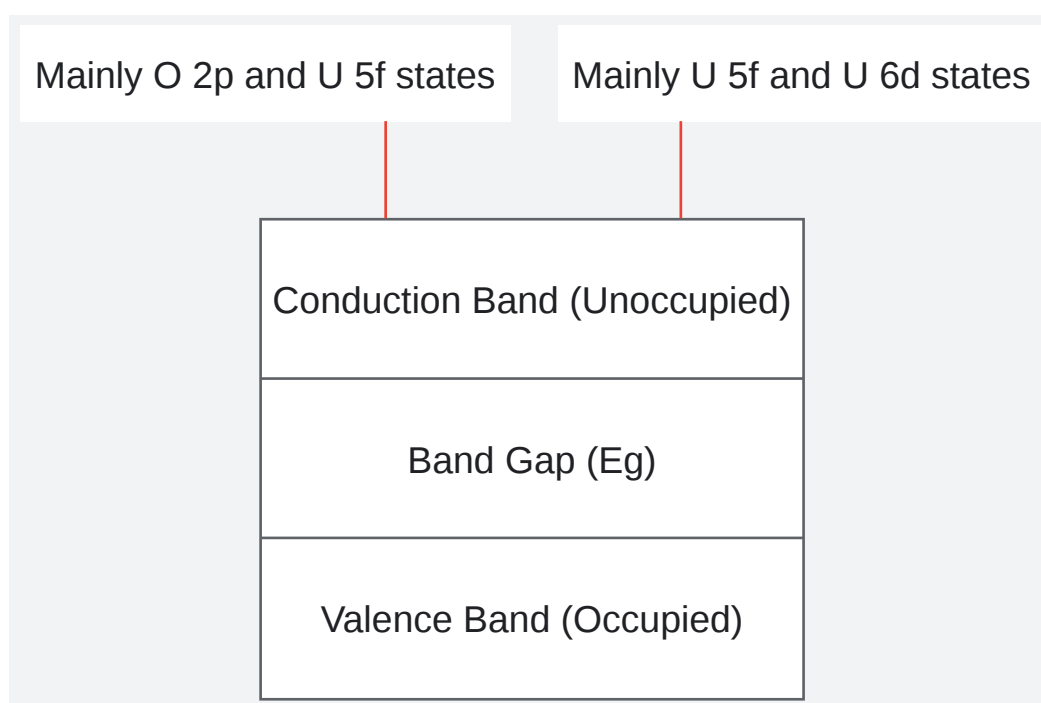 Mainly O 2p and U 5f states
Mainly U 5f and U 6d states
Conduction Band (Unoccupied)
Band Gap (Eg)
Valence Band (Occupied)